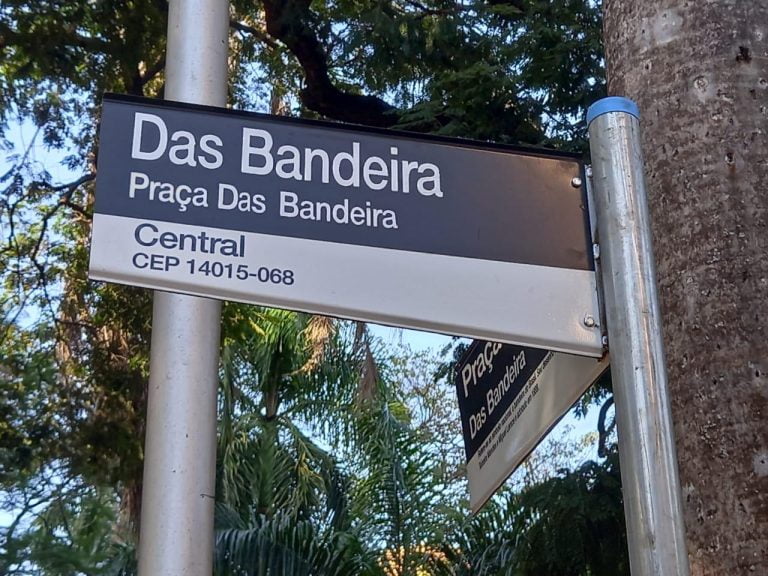 Das Bandeira
Praça Das Bandeira
Central
CEP 14015-068
Praça
Das Bandeira